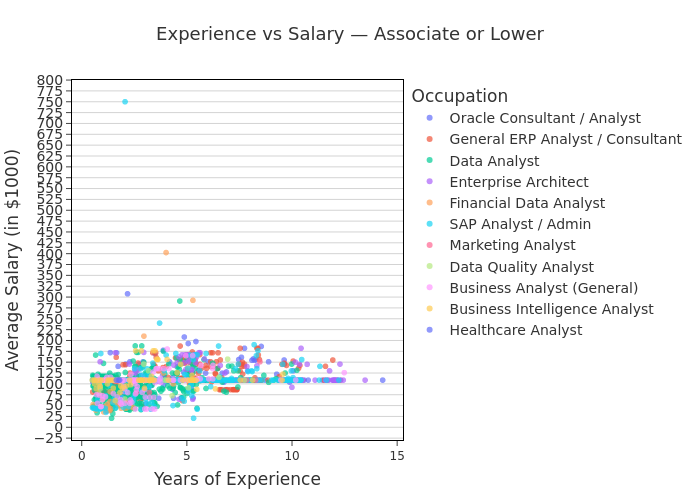 Experience vs Salary — Associate or Lower
Average Salary (in $1000)
800
775
750
725
700
675
650
625
600
575
550
525
500
475
450
425
400
375
350
325
300
275
250
225
200
175
150
125
100
75
50
25
0
−25
0 5 10 15
Years of Experience
Occupation
Oracle Consultant / Analyst
General ERP Analyst / Consultant
Data Analyst
Enterprise Architect
Financial Data Analyst
SAP Analyst / Admin
Marketing Analyst
Data Quality Analyst
Business Analyst (General)
Business Intelligence Analyst
Healthcare Analyst